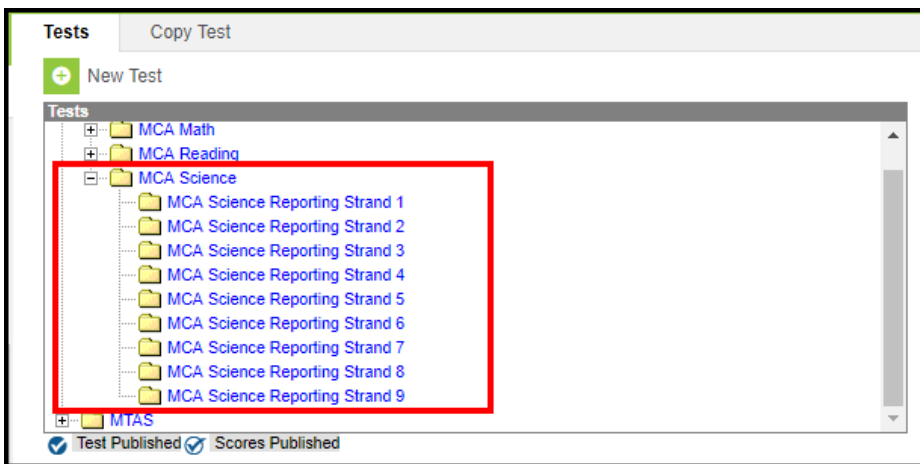 Tests Copy Test
New Test
Tests
MCA Math
MCA Reading
MCA Science
MCA Science Reporting Strand 1
MCA Science Reporting Strand 2
MCA Science Reporting Strand 3
MCA Science Reporting Strand 4
MCA Science Reporting Strand 5
MCA Science Reporting Strand 6
MCA Science Reporting Strand 7
MCA Science Reporting Strand 8
MCA Science Reporting Strand 9
MTAS
Test Published Scores Published